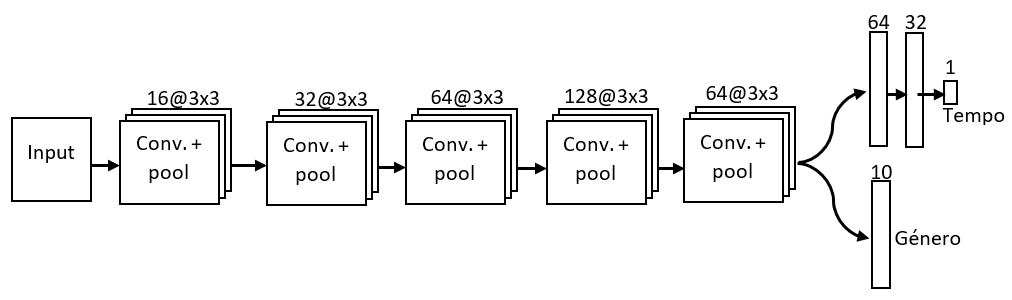 Input
16@3x3
Conv. +
pool
32@3x3
Conv. +
pool
64@3x3
Conv. +
pool
128@3x3
Conv. +
pool
64@3x3
Conv. +
pool
64
32
1
Tempo
10
Género